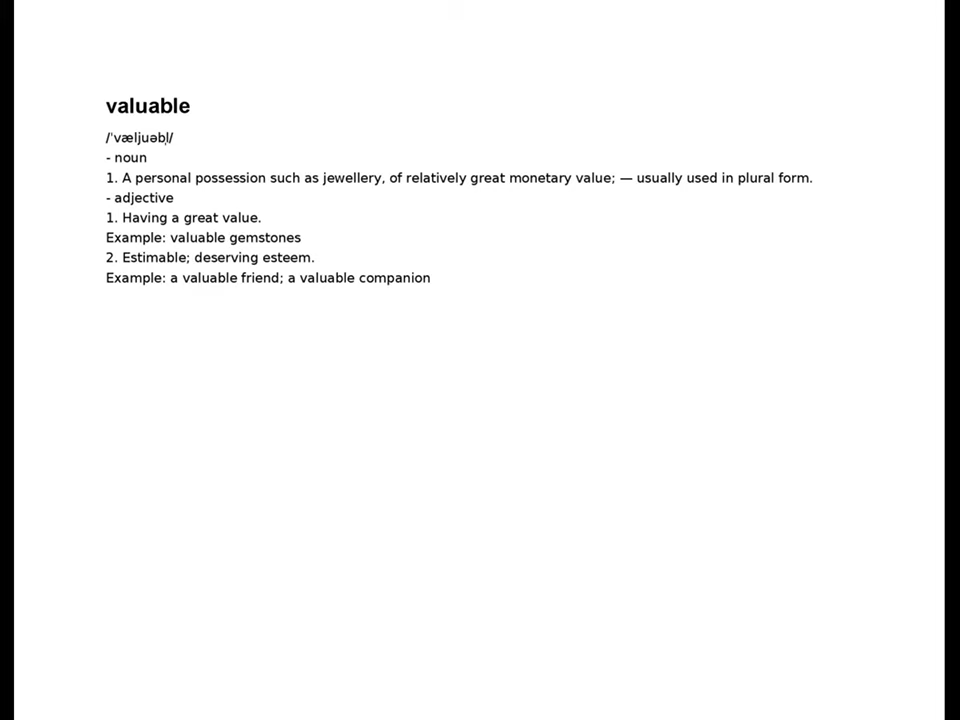 valuable
/ˈvæljuəbl̩/
- noun
1. A personal possession such as jewellery, of relatively great monetary value; — usually used in plural form.
- adjective
1. Having a great value.
Example: valuable gemstones
2. Estimable; deserving esteem.
Example: a valuable friend; a valuable companion